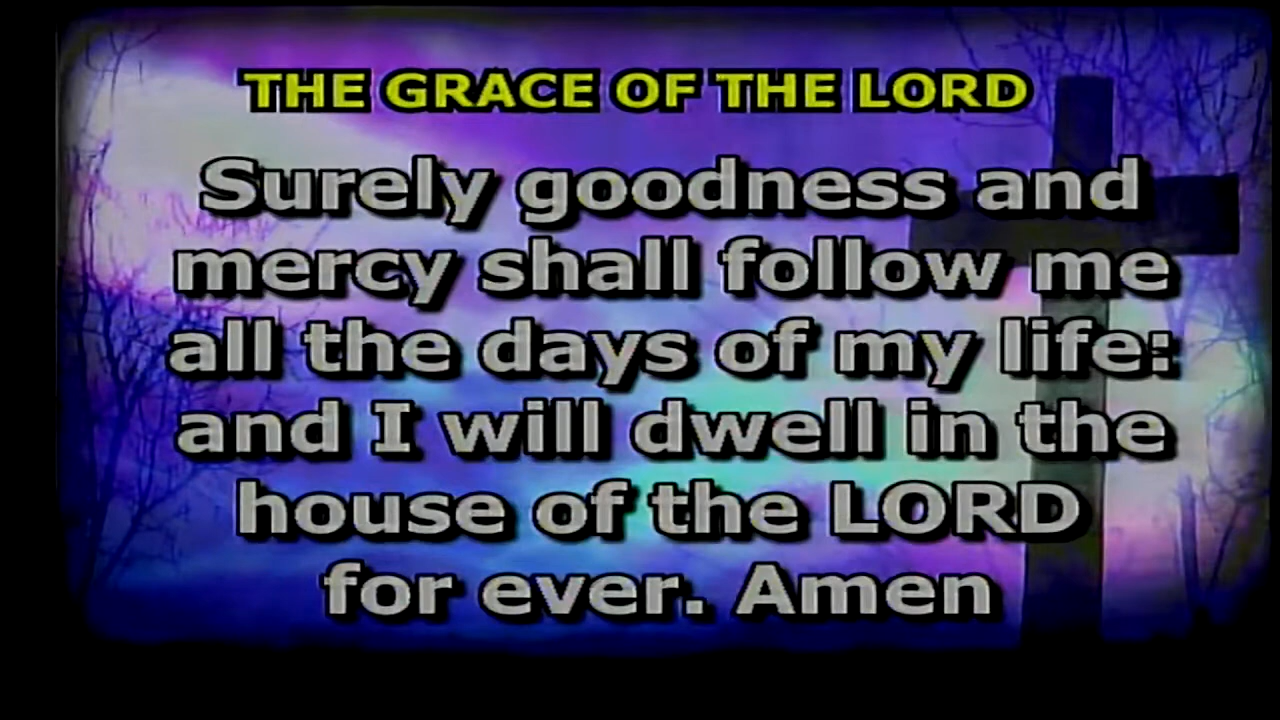 THE GRACE OF THE LORD
Surely goodness and
mercy shall follow me
all the days of my life:
and I will dwell in the
house of the LORD
for ever. Amen